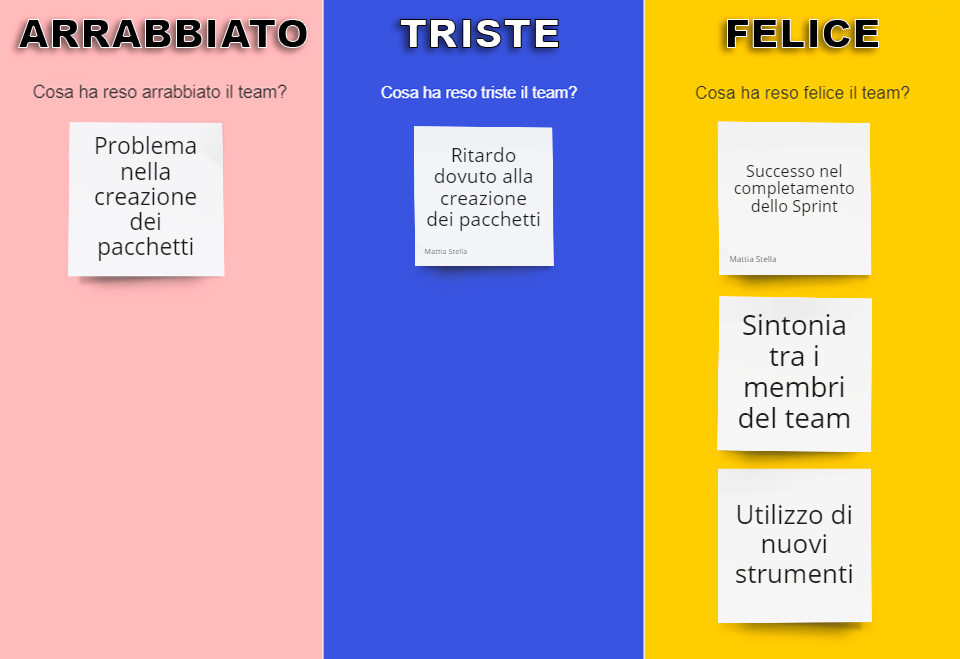 ARRABBIATO
Cosa ha reso arrabbiato il team?
Problema
nella
creazione
dei
pacchetti
TRISTE
Cosa ha reso triste il team?
Ritardo
dovuto alla
creazione
dei pacchetti
Mattia Stella
FELICE
Cosa ha reso felice il team?
Successo nel
completamento
dello Sprint
Mattia Stella
Sintonia
tra i
membri
del team
Utilizzo di
nuovi
strumenti